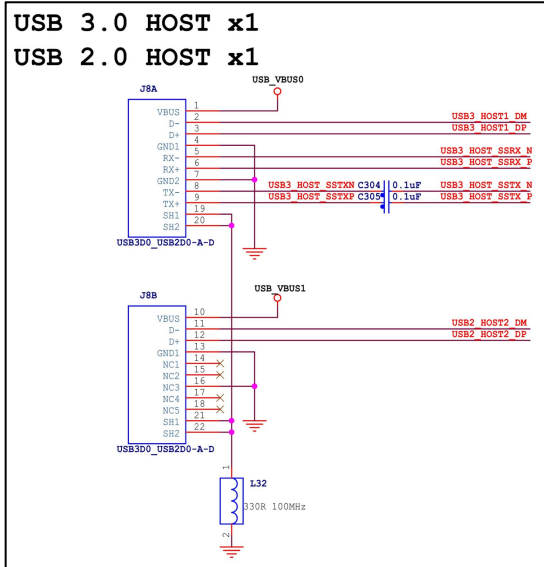 USB 3.0 HOST x1
USB 2.0 HOST x1
J8A
USB_VBUS0
VBUS 1
D- 2 USB3_HOST1_DM
D+ 3 USB3_HOST1_DP
GND1 4
RX- 5 USB3_HOST_SSRX_N
RX+ 6 USB3_HOST_SSRX_P
GND2 7
TX- 8 USB3_HOST_SSTXN C304 0.1uF USB3_HOST_SSTX_N
TX+ 9 USB3_HOST_SSTXP C305 0.1uF USB3_HOST_SSTX_P
SH1 19
SH2 20
USB3D0_USB2D0-A-D
J8B
USB_VBUS1
VBUS 10
D- 11 USB2_HOST2_DM
D+ 12 USB2_HOST2_DP
GND1 13
NC1 14
NC2 15
NC3 16
NC4 17
NC5 18
SH1 21
SH2 22
USB3D0_USB2D0-A-D
1
L32
330R 100MHz
2